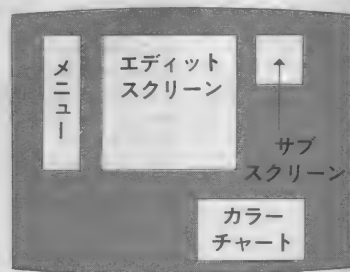 メニュー
エディット
スクリーン
サブ
スクリーン
カラー
チャート